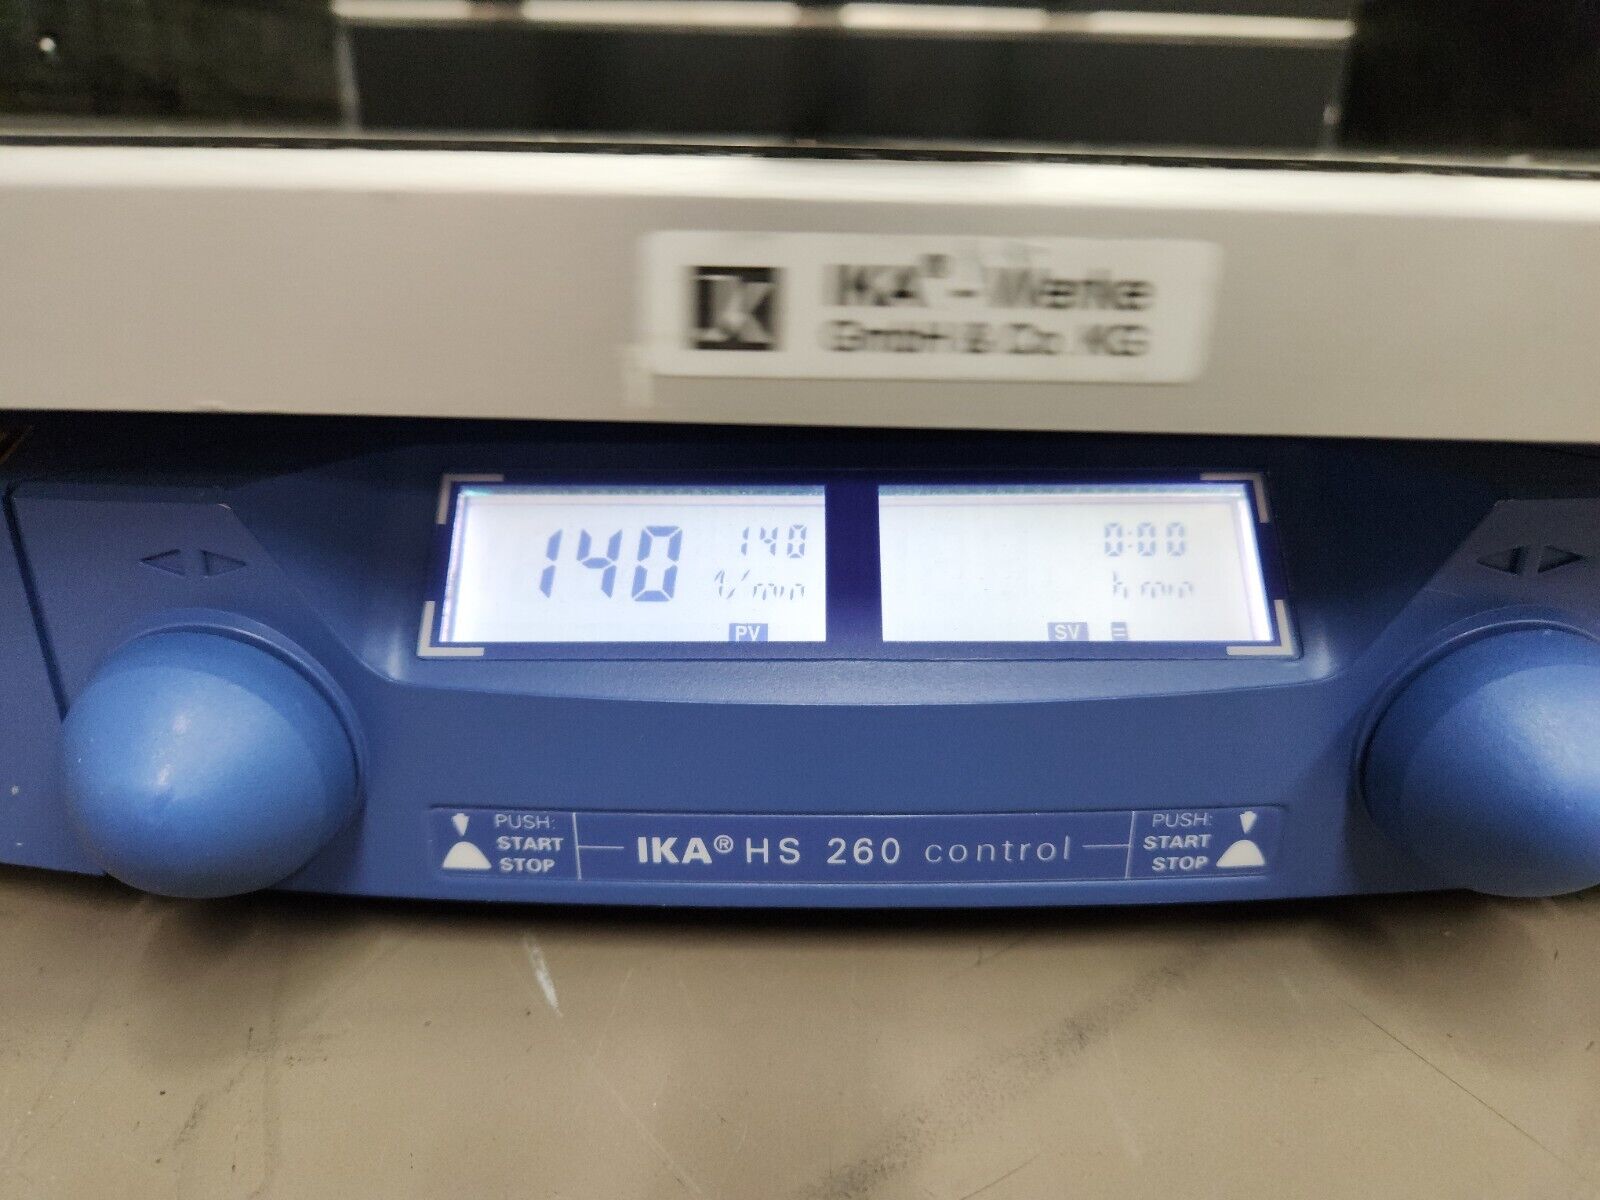 IKA® - Werke
GmbH & Co. KG
140 140
1/min
PV
0:00
h min
SV =
PUSH:
START
STOP
IKA® HS 260 control
PUSH:
START
STOP